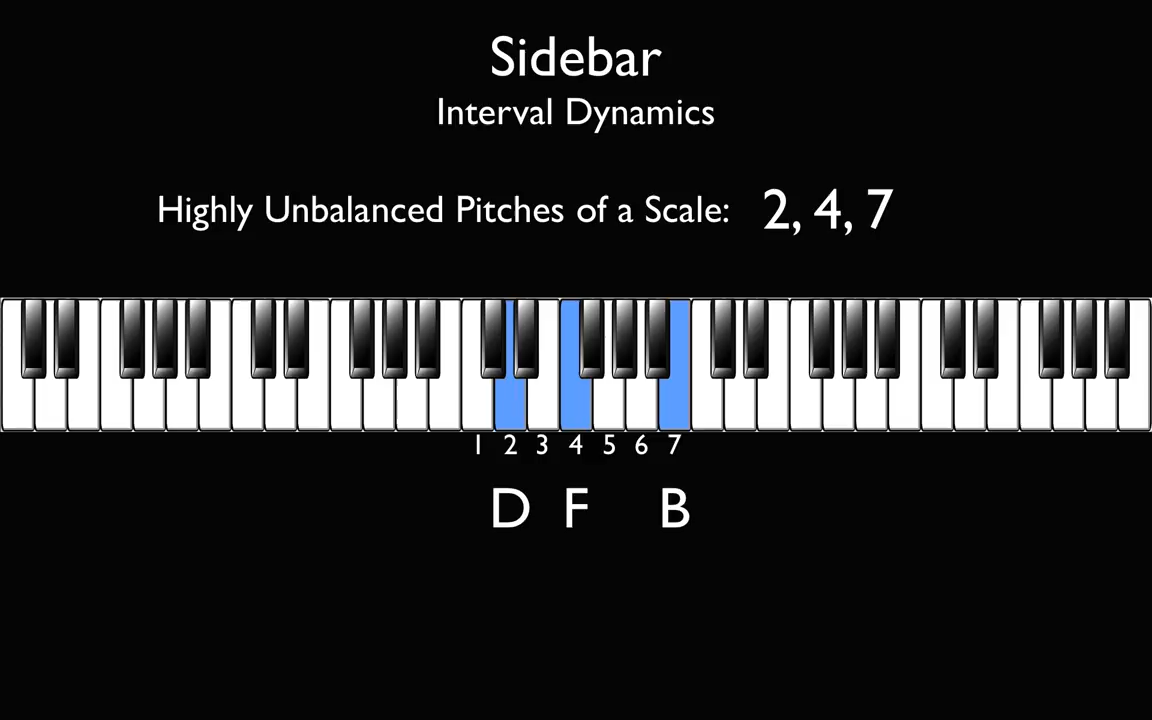 Sidebar
Interval Dynamics
Highly Unbalanced Pitches of a Scale: 2, 4, 7
1 2 3 4 5 6 7
D F B